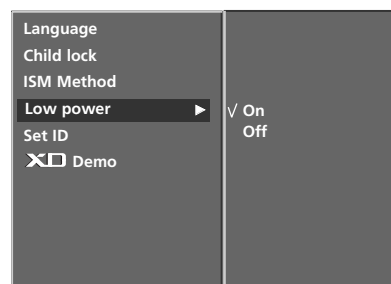 Language
Child lock
ISM Method
Low power ►
√ On
Off
Set ID
XD Demo